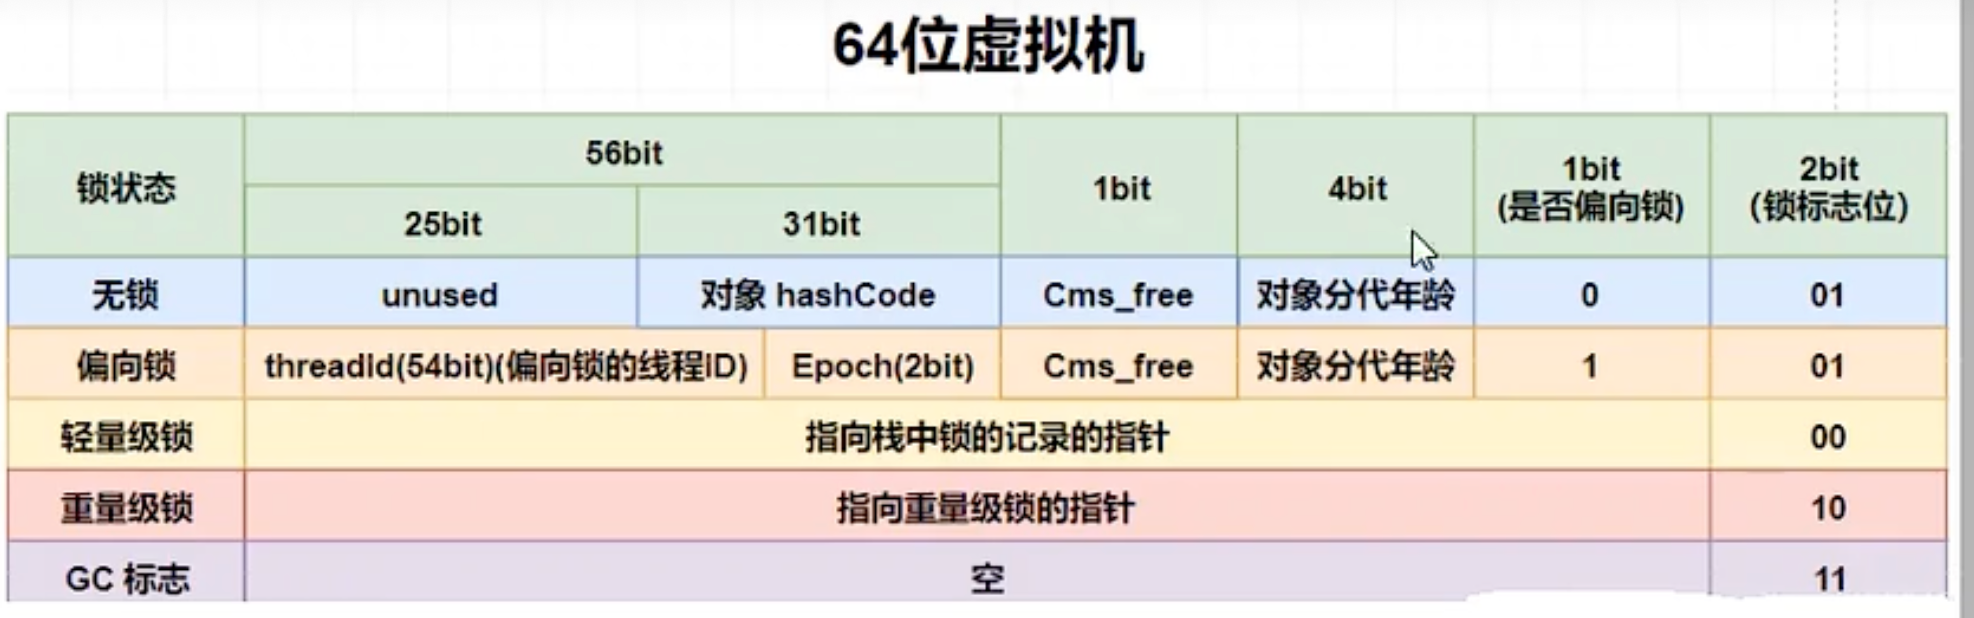 64位虚拟机
锁状态 56bit 1bit 4bit 1bit 2bit
(是否偏向锁) (锁标志位)
25bit 31bit
无锁 unused 对象 hashCode Cms_free 对象分代年龄 0 01
偏向锁 threadId(54bit)(偏向锁的线程ID) Epoch(2bit) Cms_free 对象分代年龄 1 01
轻量级锁 指向栈中锁的记录的指针 00
重量级锁 指向重量级锁的指针 10
GC 标志 空 11